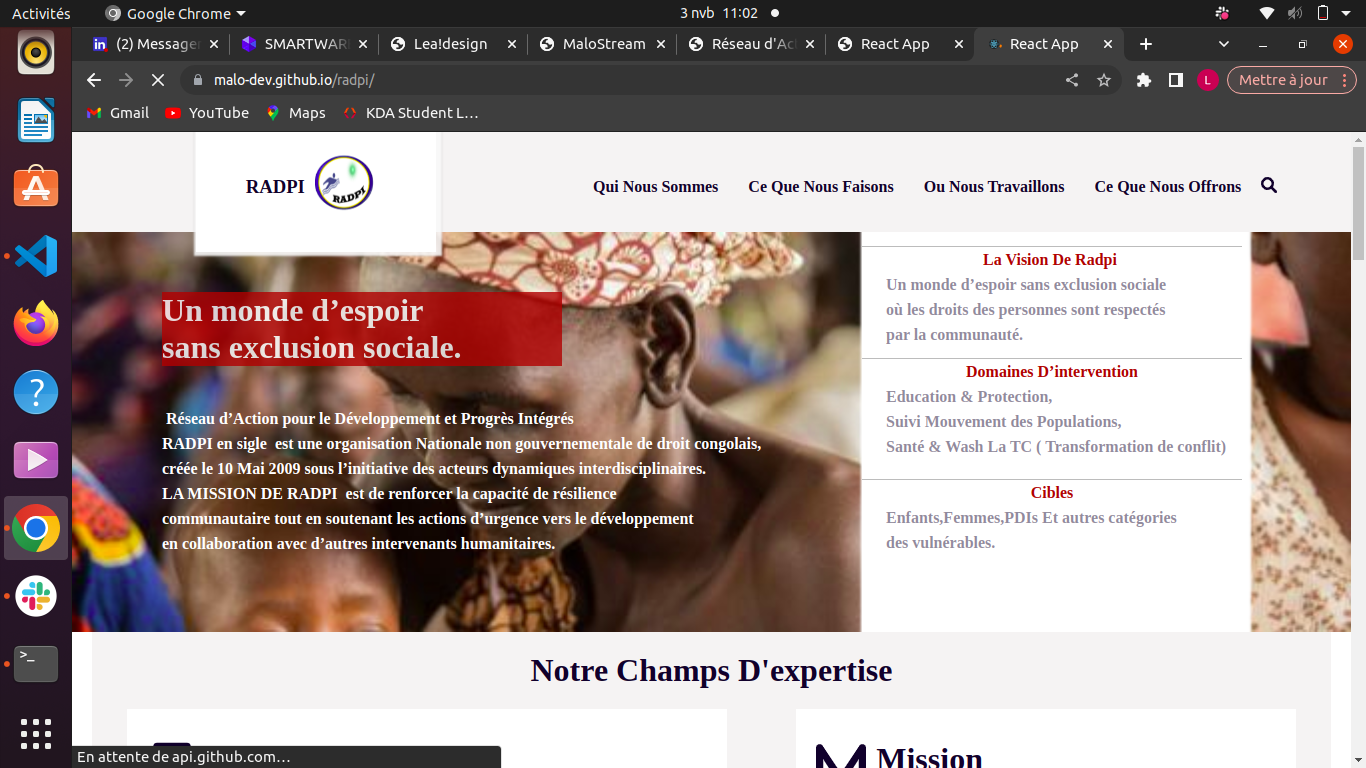 Activités
Google Chrome
3 nvb 11:02
(2) Messager
SMARTWAR
Lea!design
MaloStream
Réseau d'Ac
React App
React App
malo-dev.github.io/radpi/
L
Mettre à jour
Gmail
YouTube
Maps
KDA Student L…
RADPI
RADPI
Qui Nous Sommes
Ce Que Nous Faisons
Ou Nous Travaillons
Ce Que Nous Offrons
Un monde d’espoir
sans exclusion sociale.
Réseau d’Action pour le Développement et Progrès Intégrés
RADPI en sigle est une organisation Nationale non gouvernementale de droit congolais,
créée le 10 Mai 2009 sous l’initiative des acteurs dynamiques interdisciplinaires.
LA MISSION DE RADPI est de renforcer la capacité de résilience
communautaire tout en soutenant les actions d’urgence vers le développement
en collaboration avec d’autres intervenants humanitaires.
La Vision De Radpi
Un monde d’espoir sans exclusion sociale
où les droits des personnes sont respectés
par la communauté.
Domaines D’intervention
Education & Protection,
Suivi Mouvement des Populations,
Santé & Wash La TC ( Transformation de conflit)
Cibles
Enfants,Femmes,PDIs Et autres catégories
des vulnérables.
Notre Champs D'expertise
Mission
En attente de api.github.com…